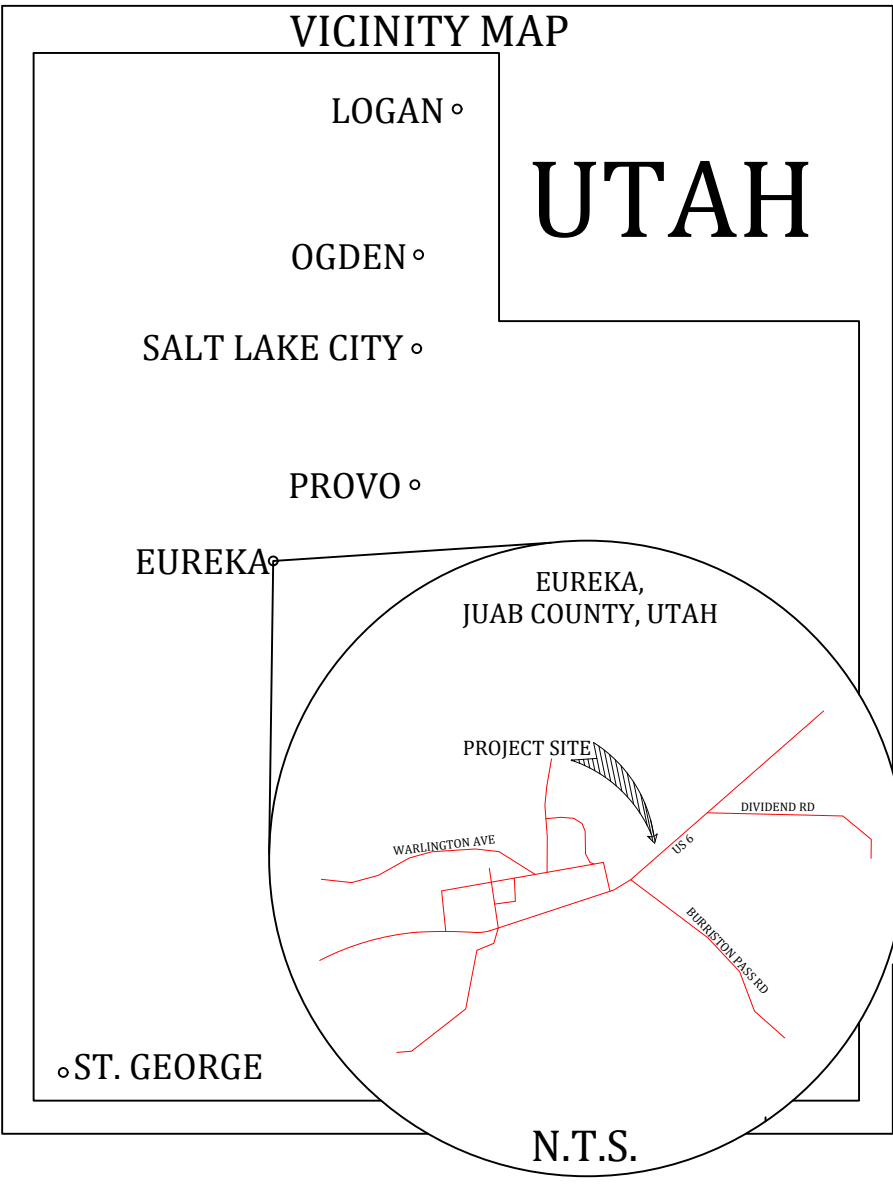 VICINITY MAP
LOGAN
UTAH
OGDEN
SALT LAKE CITY
PROVO
EUREKA
EUREKA,
JUAB COUNTY, UTAH
PROJECT SITE
DIVIDEND RD
US 6
WARLINGTON AVE
BURRISTON PASS RD
ST. GEORGE
N.T.S.